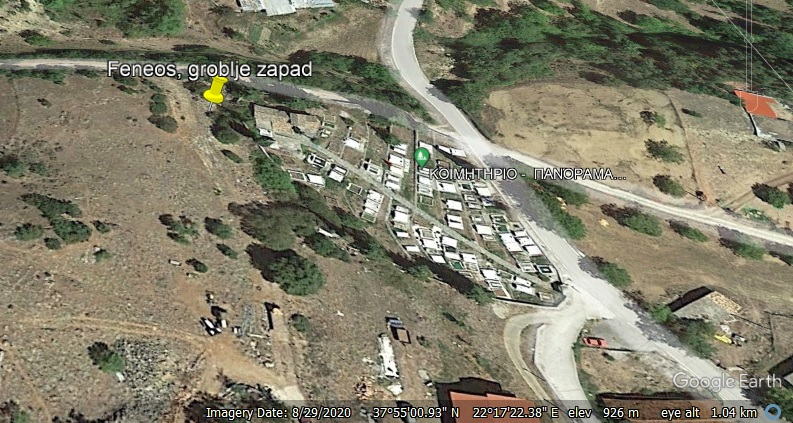 Feneos, groblje zapad
ΚΟΙΜΗΤΗΡΙΟ - ΠΑΝΟΡΑΜΑ...
Google Earth
Imagery Date: 8/29/2020 37°55'00.93" N 22°17'22.38" E elev 926 m eye alt 1.04 km